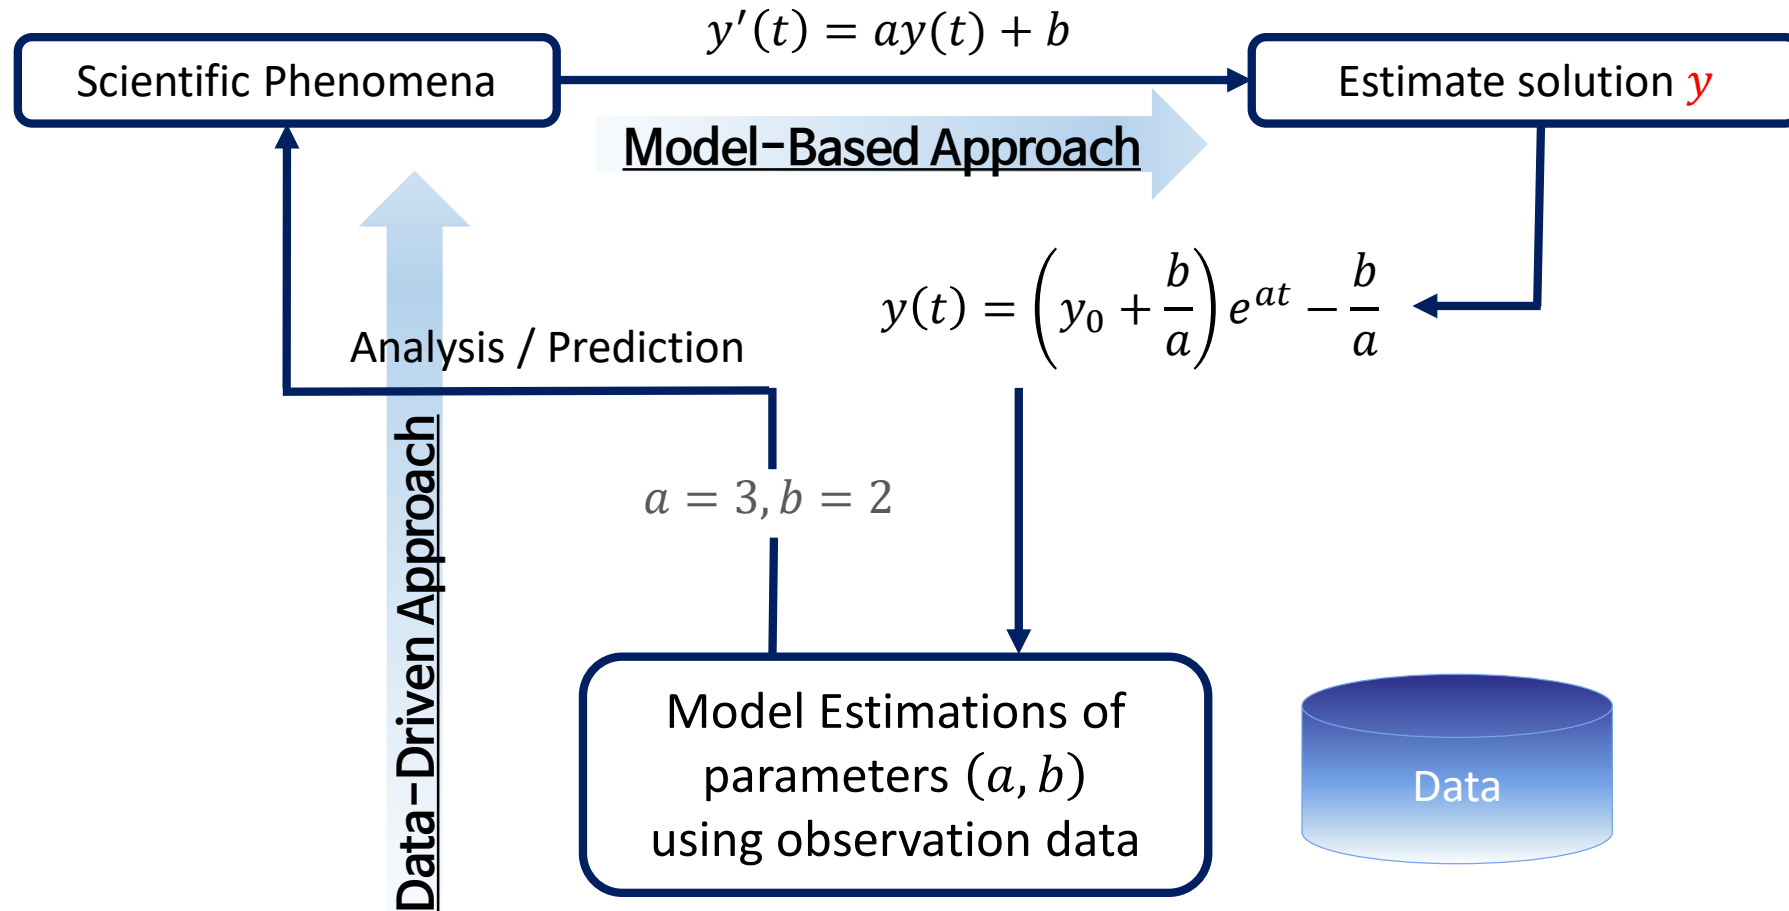 y′(t) = ay(t) + b
Scientific Phenomena
Estimate solution y
Model-Based Approach
y(t) = (y₀ + b/a) e^{at} − b/a
Analysis / Prediction
Data-Driven Approach
a = 3, b = 2
Model Estimations of
parameters (a, b)
using observation data
Data